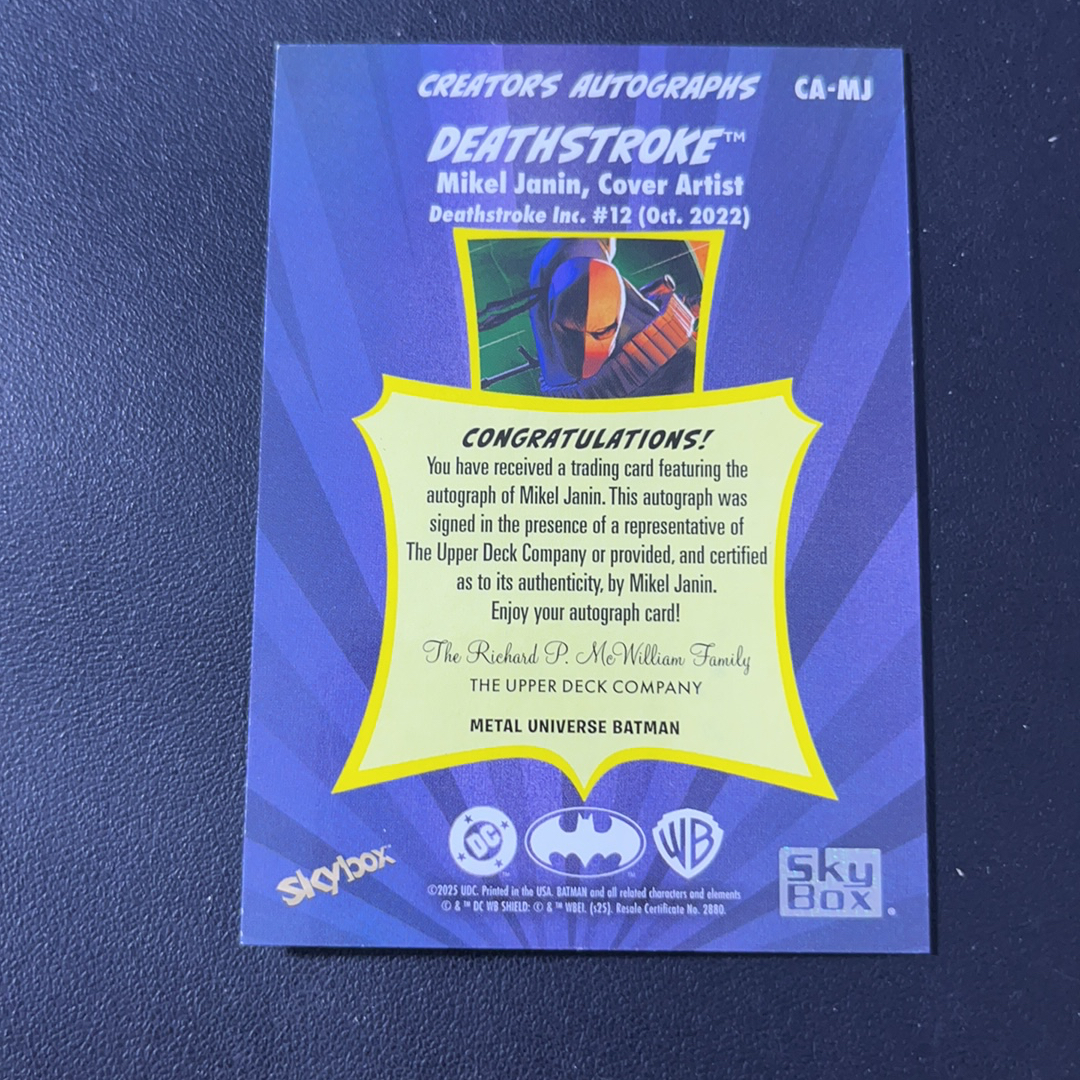 CREATORS AUTOGRAPHS CA-MJ
DEATHSTROKE™
Mikel Janin, Cover Artist
Deathstroke Inc. #12 (Oct. 2022)
CONGRATULATIONS!
You have received a trading card featuring the
autograph of Mikel Janin. This autograph was
signed in the presence of a representative of
The Upper Deck Company or provided, and certified
as to its authenticity, by Mikel Janin.
Enjoy your autograph card!
The Richard P. McWilliam Family
THE UPPER DECK COMPANY
METAL UNIVERSE BATMAN
DC ™ ™ WB
skybox
SkyBox
©2025 UDC. Printed in the USA. BATMAN and all related characters and elements
© & ™ DC WB SHIELD: © & ™ WBEI. (s25). Resale Certificate No. 2880.